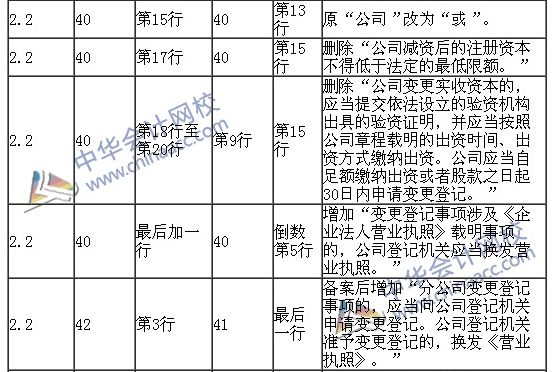 2.2 40 第15行 40 第13
行 原“公司”改为“或”。
2.2 40 第17行 40 第15
行 删除“公司减资后的注册资本
不得低于法定的最低限额。”
2.2 40 第18行至
第20行 第9行 第15
行 删除“公司变更实收资本的,
应当提交依法设立的验资机构
出具的验资证明,并应当按照
公司章程载明的出资时间、出
资方式缴纳出资。公司应当自
足额缴纳出资或者股款之日起
30日内申请变更登记。”
2.2 40 最后加一
行 40 倒数
第5行 增加“变更登记事项涉及《企
业法人营业执照》载明事项
的,公司登记机关应当换发营
业执照。”
2.2 42 第3行 41 最后
一行 备案后增加“分公司变更登记
事项的,应当向公司登记机关
申请变更登记。公司登记机关
准予变更登记的,换发《营业
执照》。”
中华会计网校
www.chinaacc.com
中华会计网校
www.chinaacc.com